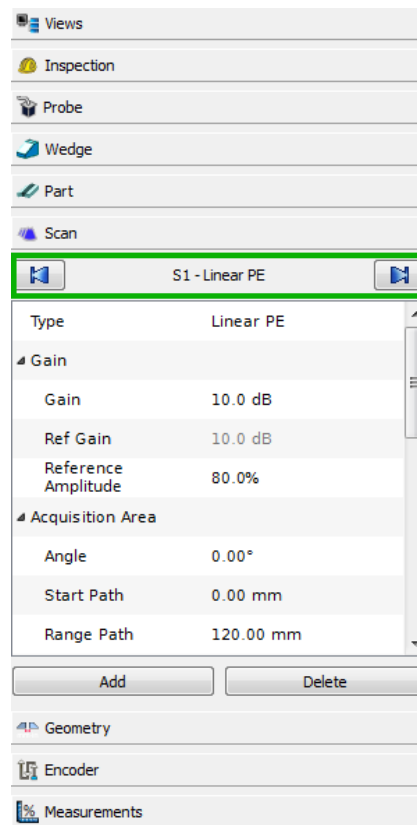 Views
Inspection
Probe
Wedge
Part
Scan
S1 - Linear PE
Type Linear PE
Gain
Gain 10.0 dB
Ref Gain 10.0 dB
Reference
Amplitude 80.0%
Acquisition Area
Angle 0.00°
Start Path 0.00 mm
Range Path 120.00 mm
Add Delete
Geometry
Encoder
% Measurements